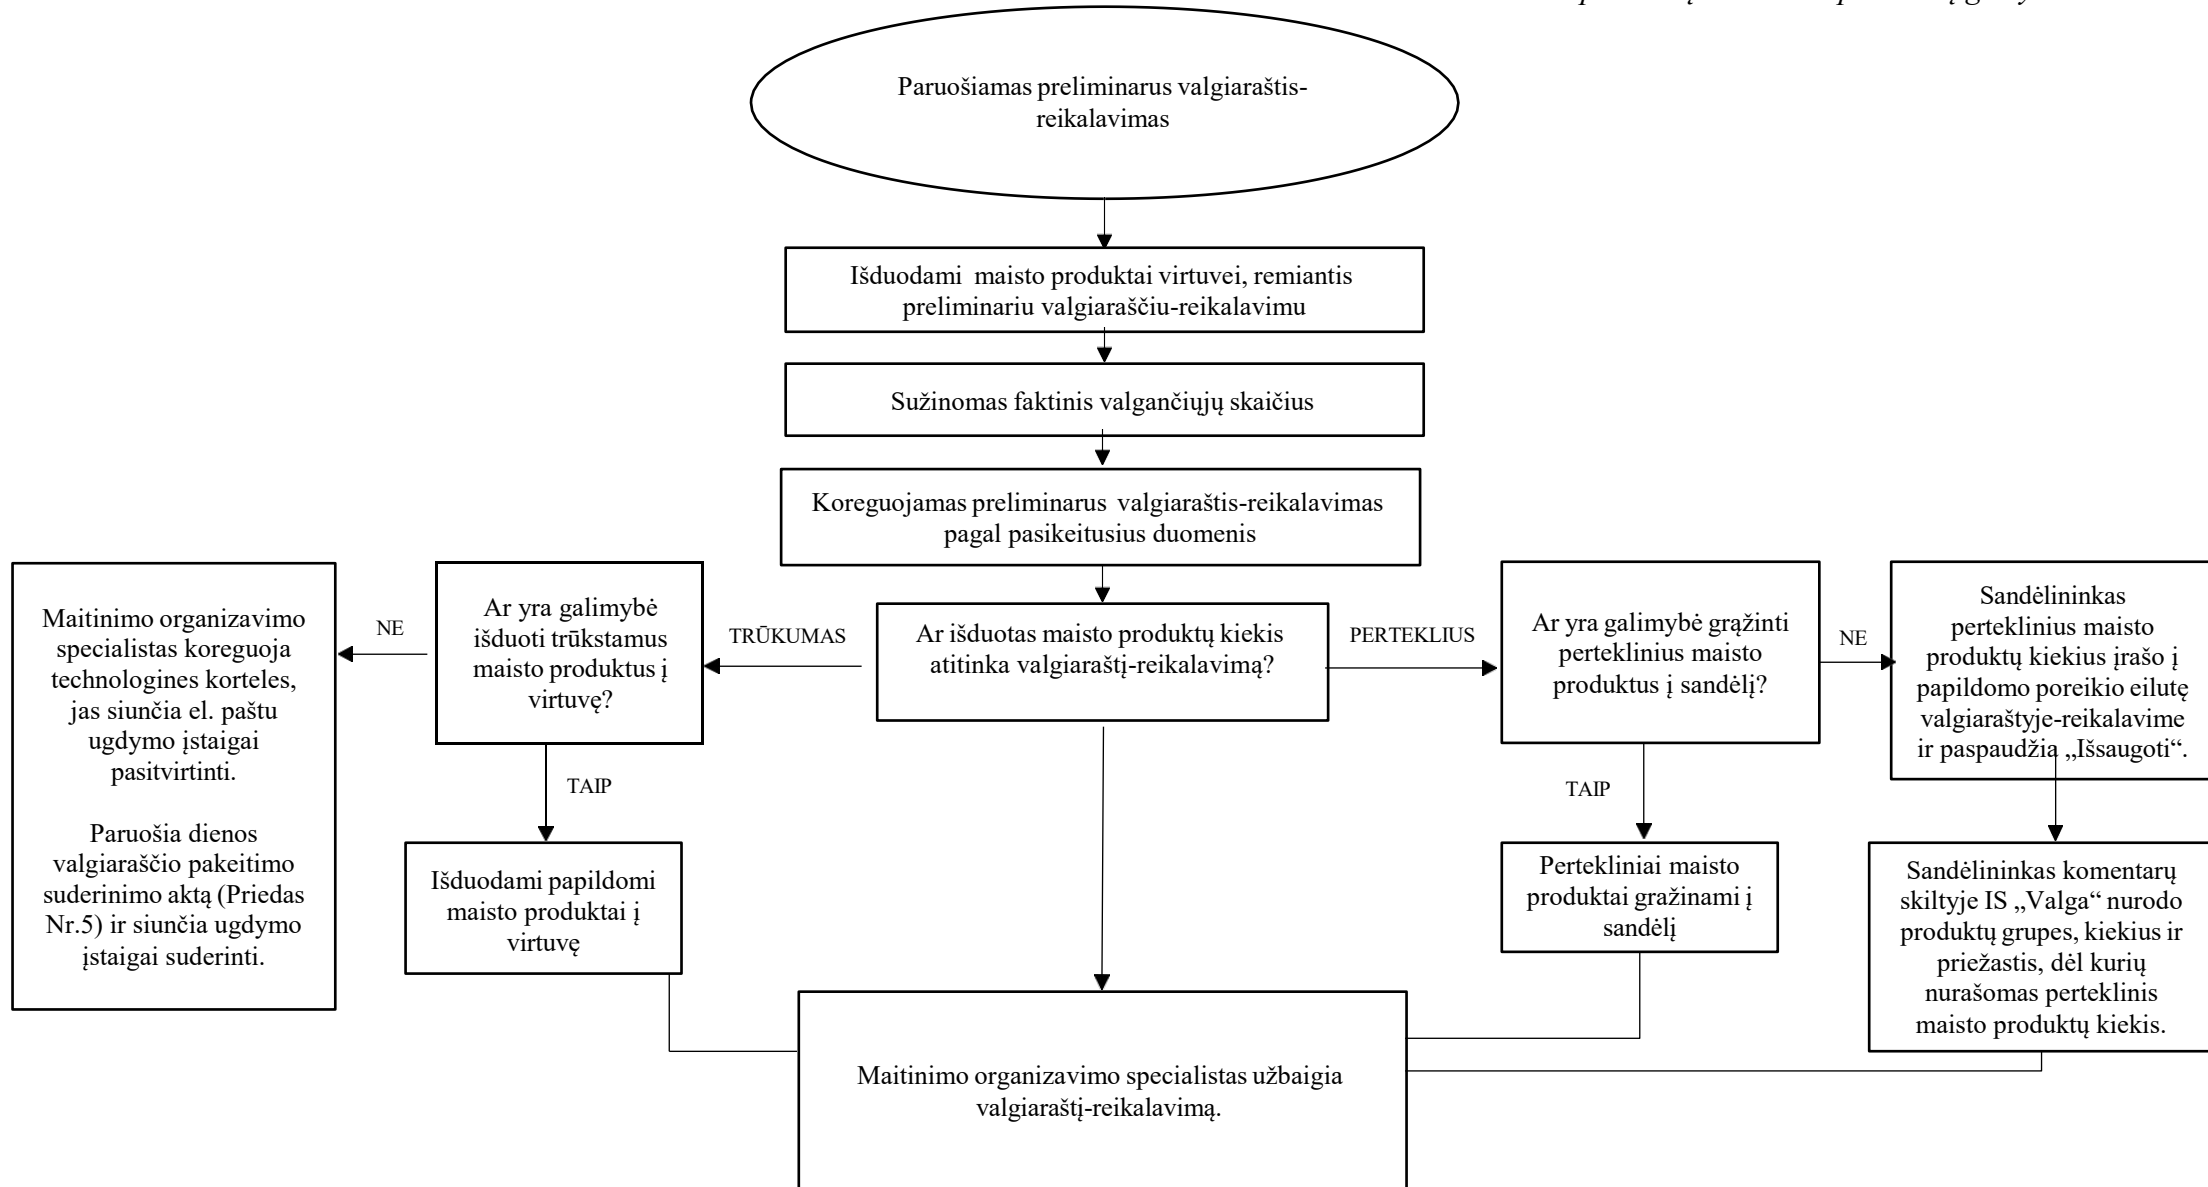 Paruošiamas preliminarus valgiaraštis-
reikalavimas
Išduodami maisto produktai virtuvei, remiantis
preliminariu valgiaraščiu-reikalavimu
Sužinomas faktinis valgančiųjų skaičius
Koreguojamas preliminarus valgiaraštis-reikalavimas
pagal pasikeitusius duomenis
Maitinimo organizavimo
specialistas koreguoja
technologines korteles,
jas siunčia el. paštu
ugdymo įstaigai
pasitvirtinti.
Paruošia dienos
valgiaraščio pakeitimo
suderinimo aktą (Priedas
Nr.5) ir siunčia ugdymo
įstaigai suderinti.
NE
Ar yra galimybė
išduoti trūkstamus
maisto produktus į
virtuvę?
TRŪKUMAS
Ar išduotas maisto produktų kiekis
atitinka valgiaraštį-reikalavimą?
PERTEKLIUS
Ar yra galimybė grąžinti
perteklinius maisto
produktus į sandėlį?
NE
Sandėlininkas
perteklinius maisto
produktų kiekius įrašo į
papildomo poreikio eilutę
valgiaraštyje-reikalavime
ir paspaudžia „Išsaugoti“.
TAIP
TAIP
Išduodami papildomi
maisto produktai į
virtuvę
Pertekliniai maisto
produktai gražinami į
sandėlį
Sandėlininkas komentarų
skiltyje IS „Valga“ nurodo
produktų grupes, kiekius ir
priežastis, dėl kurių
nurašomas perteklinis
maisto produktų kiekis.
Maitinimo organizavimo specialistas užbaigia
valgiaraštį-reikalavimą.